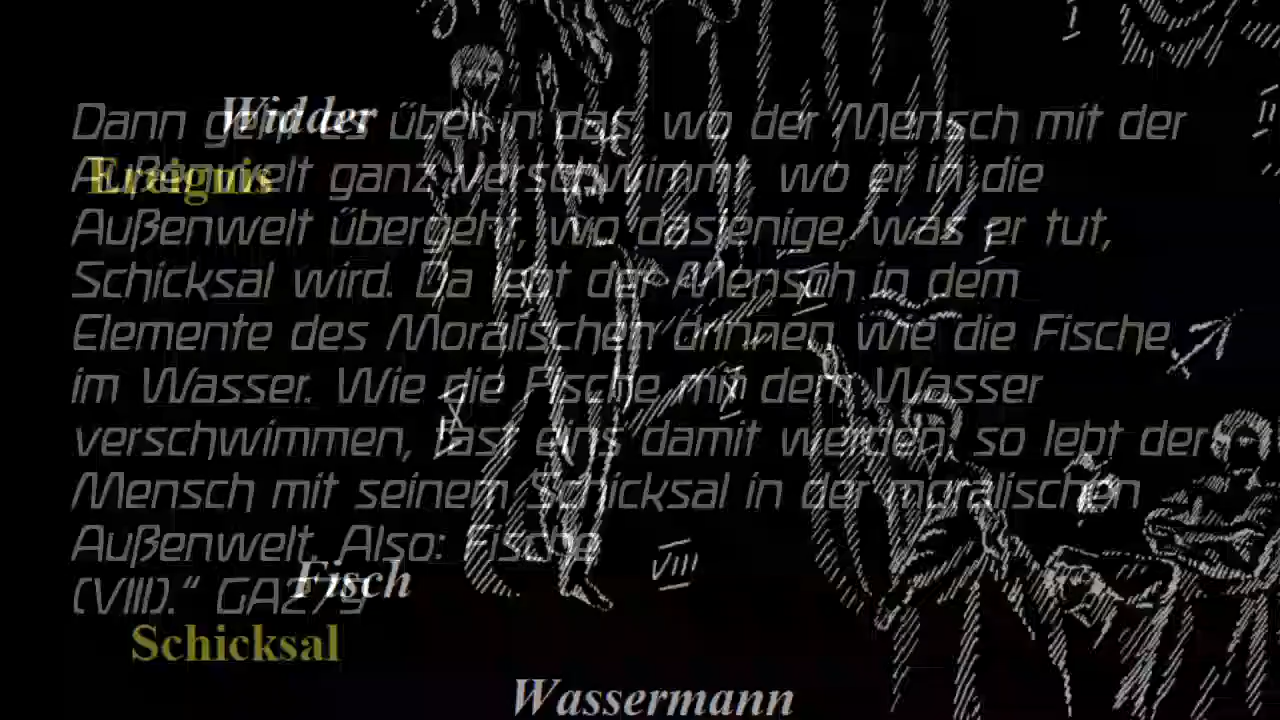 Widder
Dann geht es über in das, wo der Mensch mit der
Ereignis
Außenwelt ganz verschwimmt, wo er in die
Außenwelt übergeht, wo dasjenige, was er tut,
Schicksal wird. Da lebt der Mensch in dem
Elemente des Moralischen drinnen, wie die Fische
im Wasser. Wie die Fische mit dem Wasser
verschwimmen, fast eins damit werden, so lebt der
Mensch mit seinem Schicksal in der moralischen
Außenwelt. Also: Fische
VIII
Fisch
(VIII).“ GA279
Schicksal
Wassermann